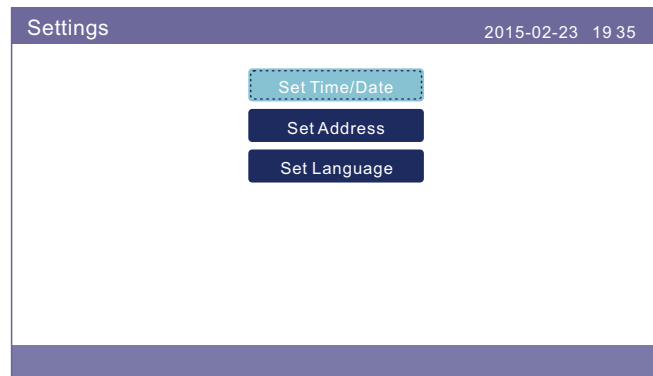 Settings 2015-02-23 19 35
Set Time/Date
Set Address
Set Language